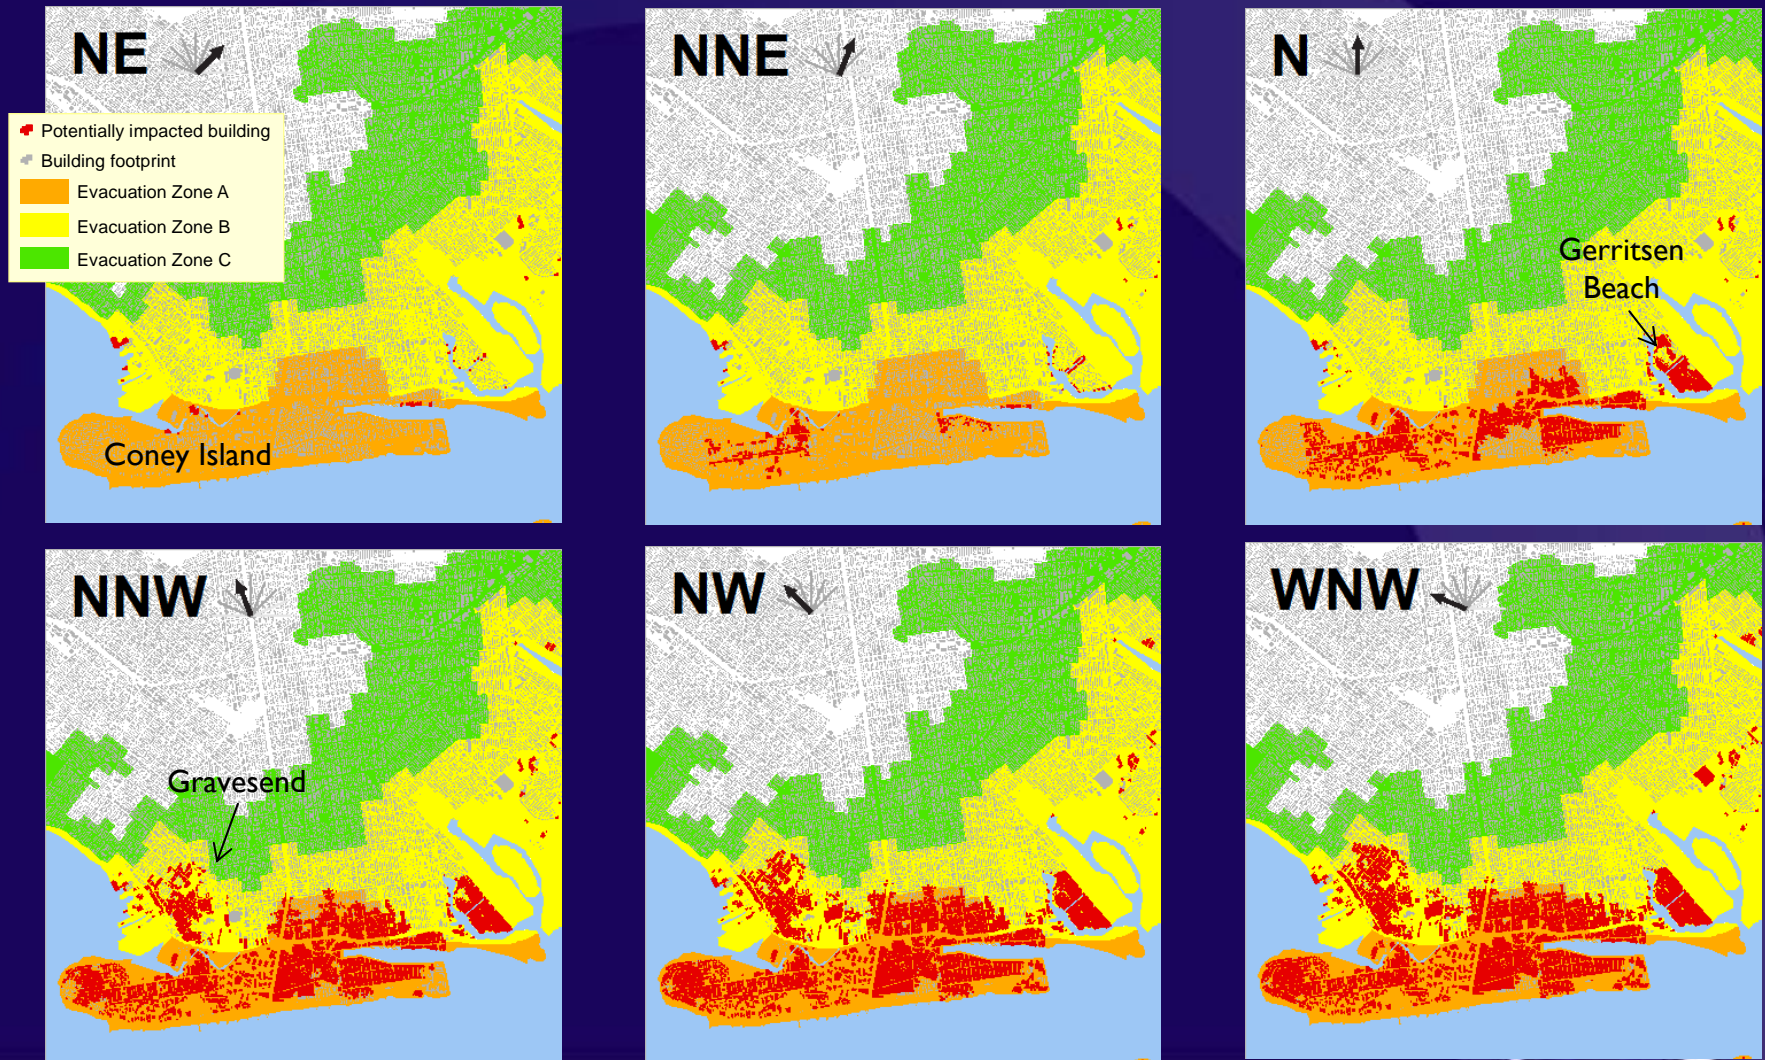 NE
NNE
N
Potentially impacted building
Building footprint
Evacuation Zone A
Evacuation Zone B
Evacuation Zone C
Gerritsen
Beach
Coney Island
NNW
NW
WNW
Gravesend